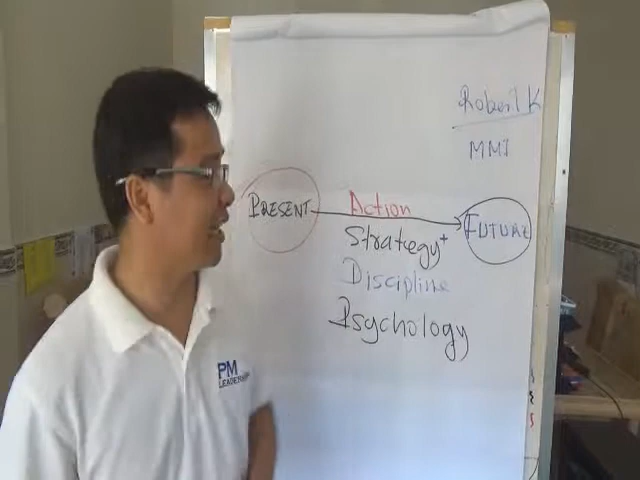 Robert K
MMI
PRESENT
Action
FUTURE
Strategy+
Discipline
Psychology
PM